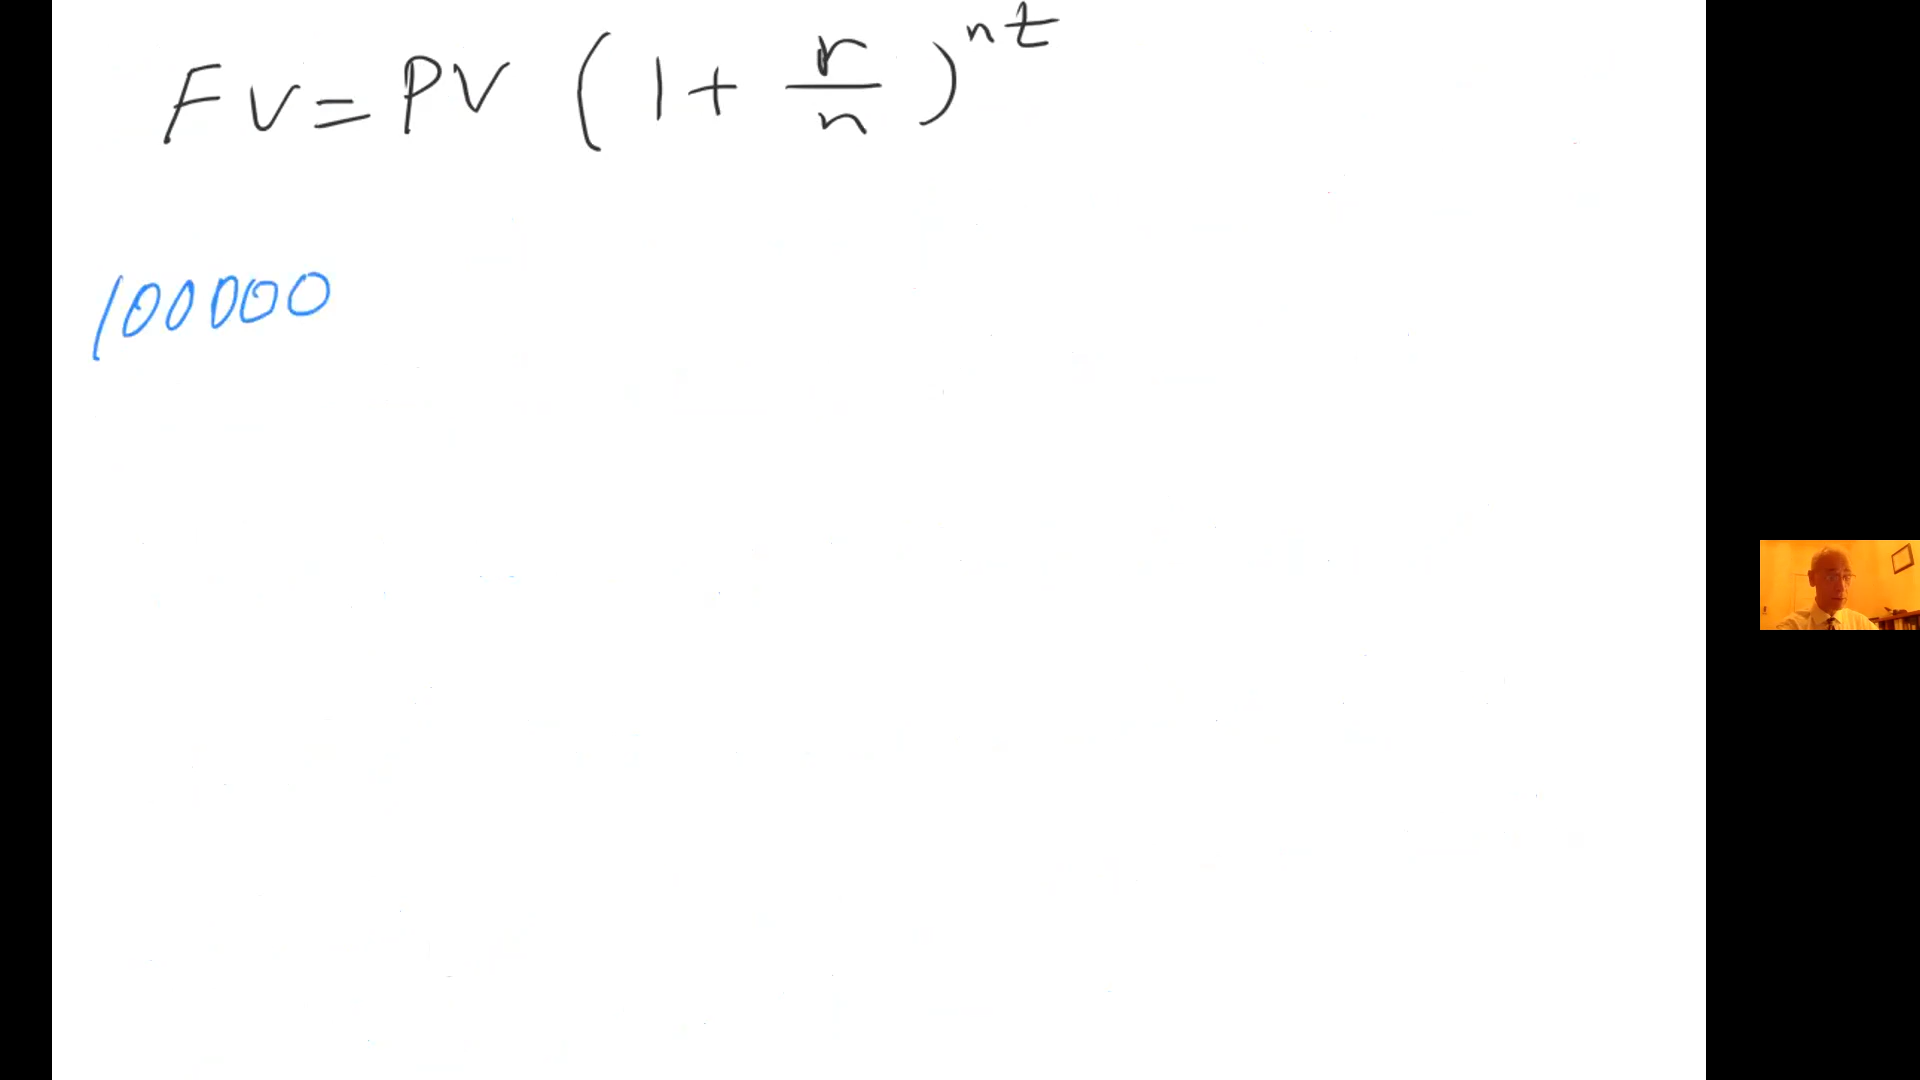 FV = PV (1 + r/n)^nt
100000